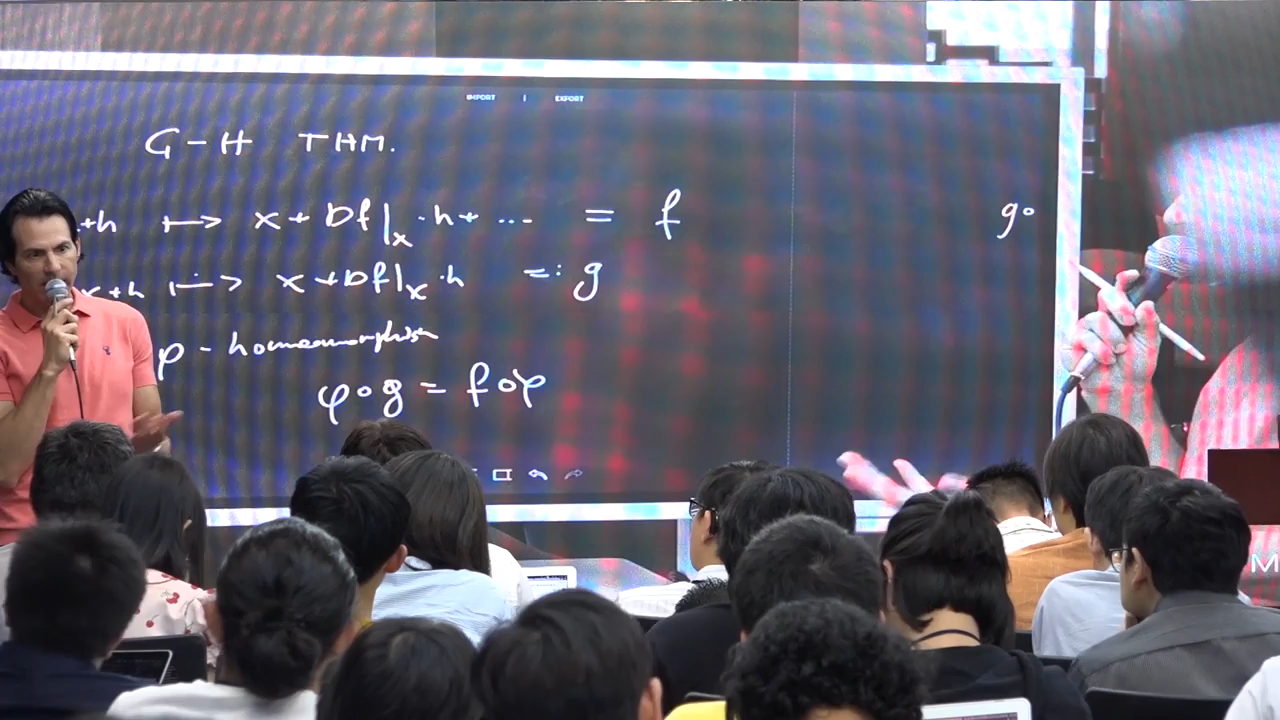 IMPORT | EXPORT
G-H THM.
+h ↦ x + Df|ₓ · h + ... = f
g∘
x+h ↦ x + Df|ₓ · h =: g
φ - homeomorphism
φ∘g = f∘φ
M